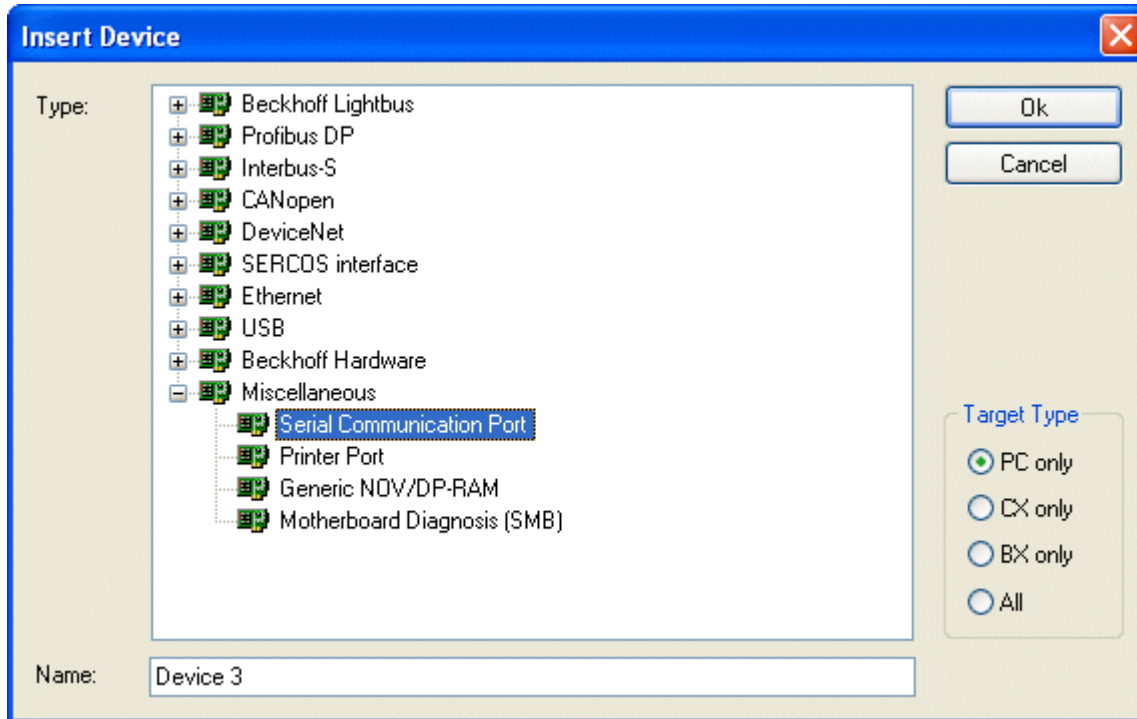 Insert Device
Type:
Beckhoff Lightbus
Profibus DP
Interbus-S
CANopen
DeviceNet
SERCOS interface
Ethernet
USB
Beckhoff Hardware
Miscellaneous
Serial Communication Port
Printer Port
Generic NOV/DP-RAM
Motherboard Diagnosis (SMB)
Ok
Cancel
Target Type
PC only
CX only
BX only
All
Name:
Device 3